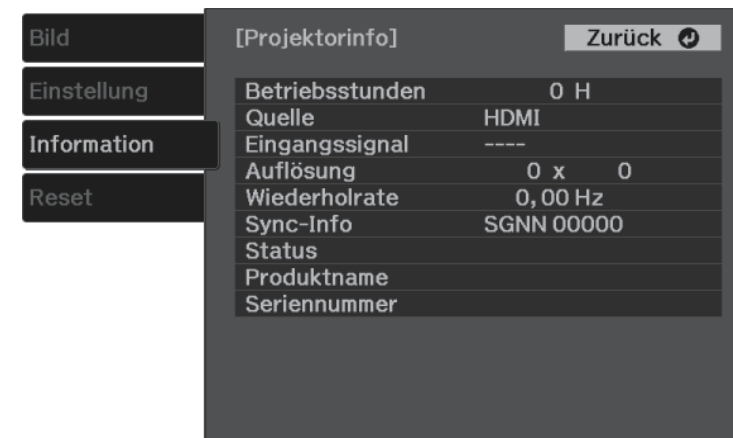 Bild
Einstellung
Information
Reset
[Projektorinfo]
Zurück
Betriebsstunden 0 H
Quelle HDMI
Eingangssignal ----
Auflösung 0 x 0
Wiederholrate 0,00 Hz
Sync-Info SGNN 00000
Status
Produktname
Seriennummer